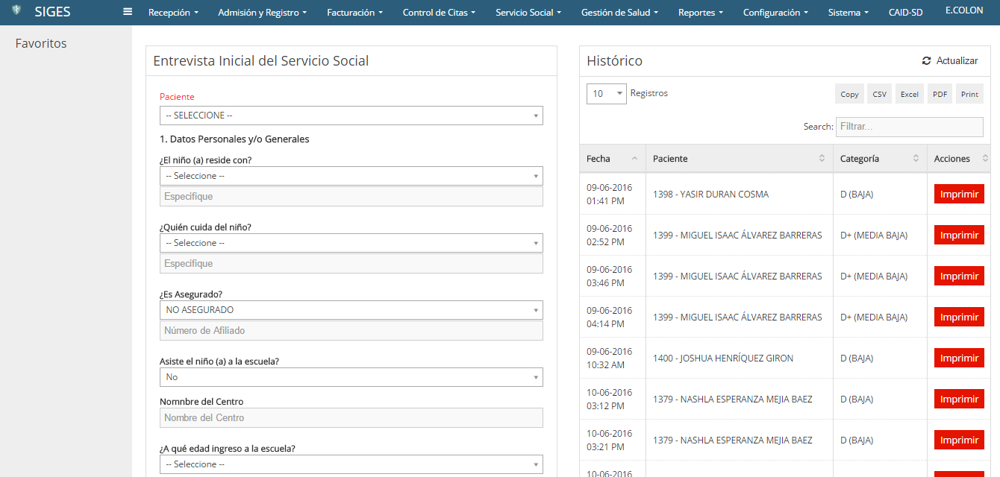 SIGES Recepción Admisión y Registro Facturación Control de Citas Servicio Social Gestión de Salud Reportes Configuración Sistema CAID-SD E.COLON
Favoritos
Entrevista Inicial del Servicio Social
Paciente
-- SELECCIONE --
1. Datos Personales y/o Generales
¿El niño (a) reside con?
-- Seleccione --
Especifique
¿Quién cuida del niño?
-- Seleccione --
Especifique
¿Es Asegurado?
NO ASEGURADO
Número de Afiliado
Asiste el niño (a) a la escuela?
No
Nomnbre del Centro
Nombre del Centro
¿A qué edad ingreso a la escuela?
-- Seleccione --
Histórico Actualizar
10 Registros Copy CSV Excel PDF Print
Search: Filtrar...
Fecha Paciente Categoría Acciones
09-06-2016
01:41 PM 1398 - YASIR DURAN COSMA D (BAJA) Imprimir
09-06-2016
02:52 PM 1399 - MIGUEL ISAAC ÁLVAREZ BARRERAS D+ (MEDIA BAJA) Imprimir
09-06-2016
03:46 PM 1399 - MIGUEL ISAAC ÁLVAREZ BARRERAS D+ (MEDIA BAJA) Imprimir
09-06-2016
04:14 PM 1399 - MIGUEL ISAAC ÁLVAREZ BARRERAS D+ (MEDIA BAJA) Imprimir
09-06-2016
10:32 AM 1400 - JOSHUA HENRÍQUEZ GIRON D (BAJA) Imprimir
10-06-2016
03:12 PM 1379 - NASHLA ESPERANZA MEJIA BAEZ D (BAJA) Imprimir
10-06-2016
03:21 PM 1379 - NASHLA ESPERANZA MEJIA BAEZ D (BAJA) Imprimir
10-06-2016